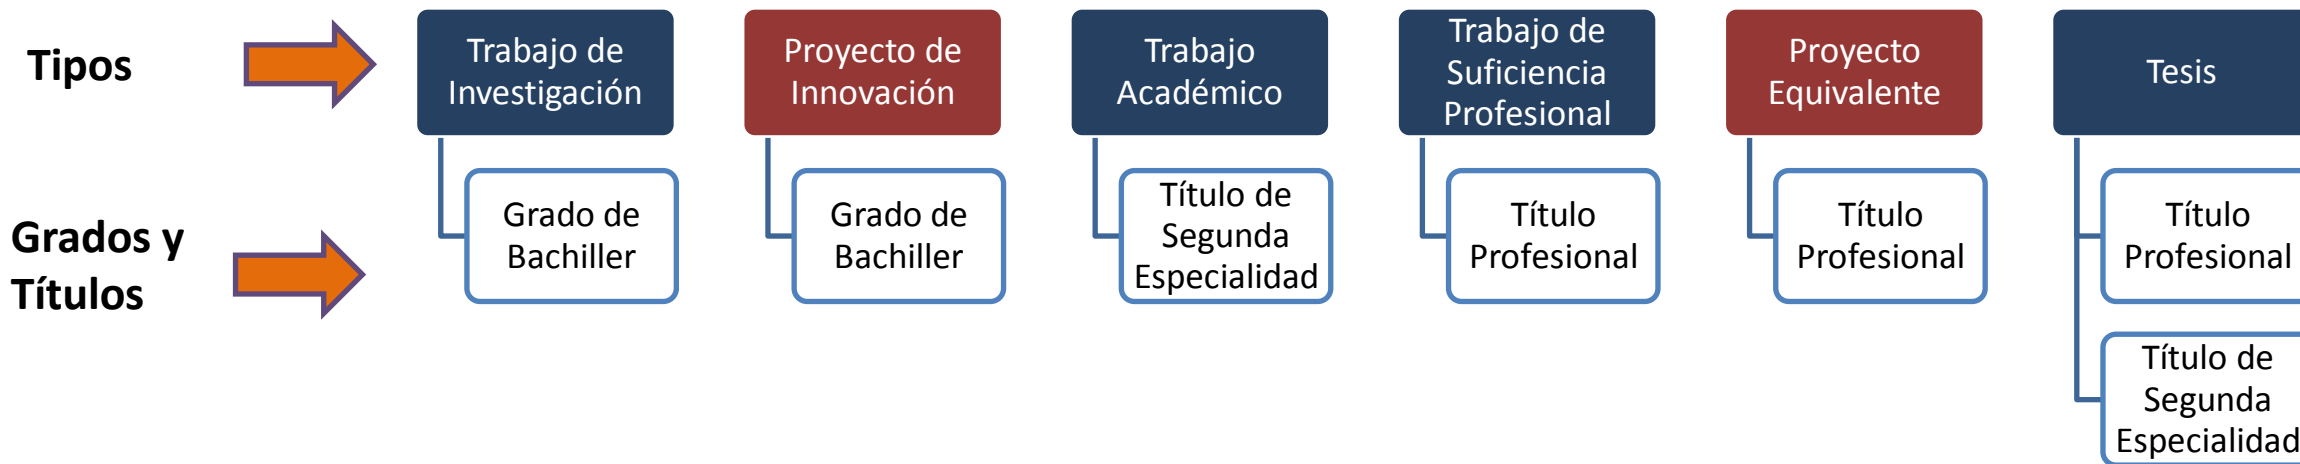 Tipos
Trabajo de
Investigación
Proyecto de
Innovación
Trabajo
Académico
Trabajo de
Suficiencia
Profesional
Proyecto
Equivalente
Tesis
Grados y
Títulos
Grado de
Bachiller
Grado de
Bachiller
Título de
Segunda
Especialidad
Título
Profesional
Título
Profesional
Título
Profesional
Título de
Segunda
Especialidad